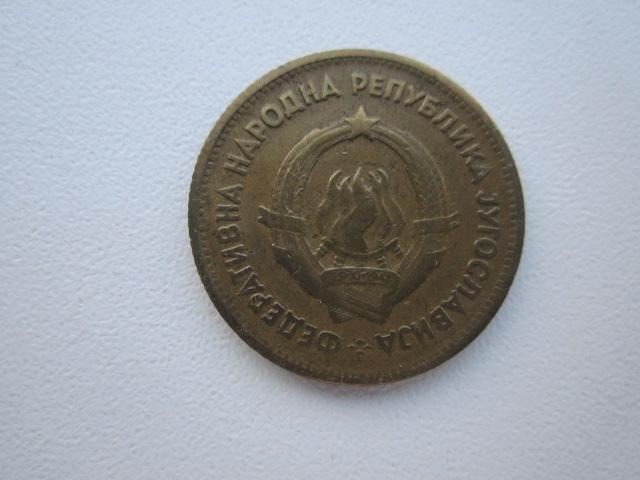 ФЕДЕРАТИВНА НАРОДНА РЕПУБЛИКА ЈУГОСЛАВИЈА